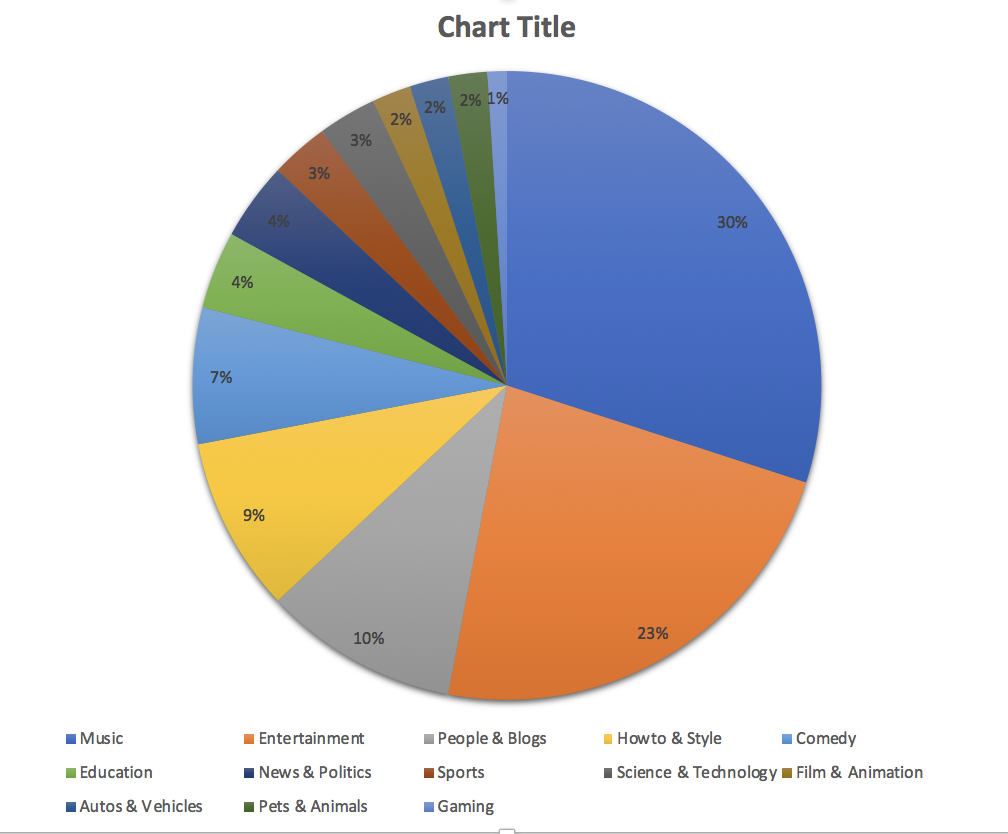 Chart Title
2% 2% 1%
2%
3%
3%
30%
4%
4%
7%
9%
23%
10%
Music Entertainment People & Blogs Howto & Style Comedy
Education News & Politics Sports Science & Technology Film & Animation
Autos & Vehicles Pets & Animals Gaming